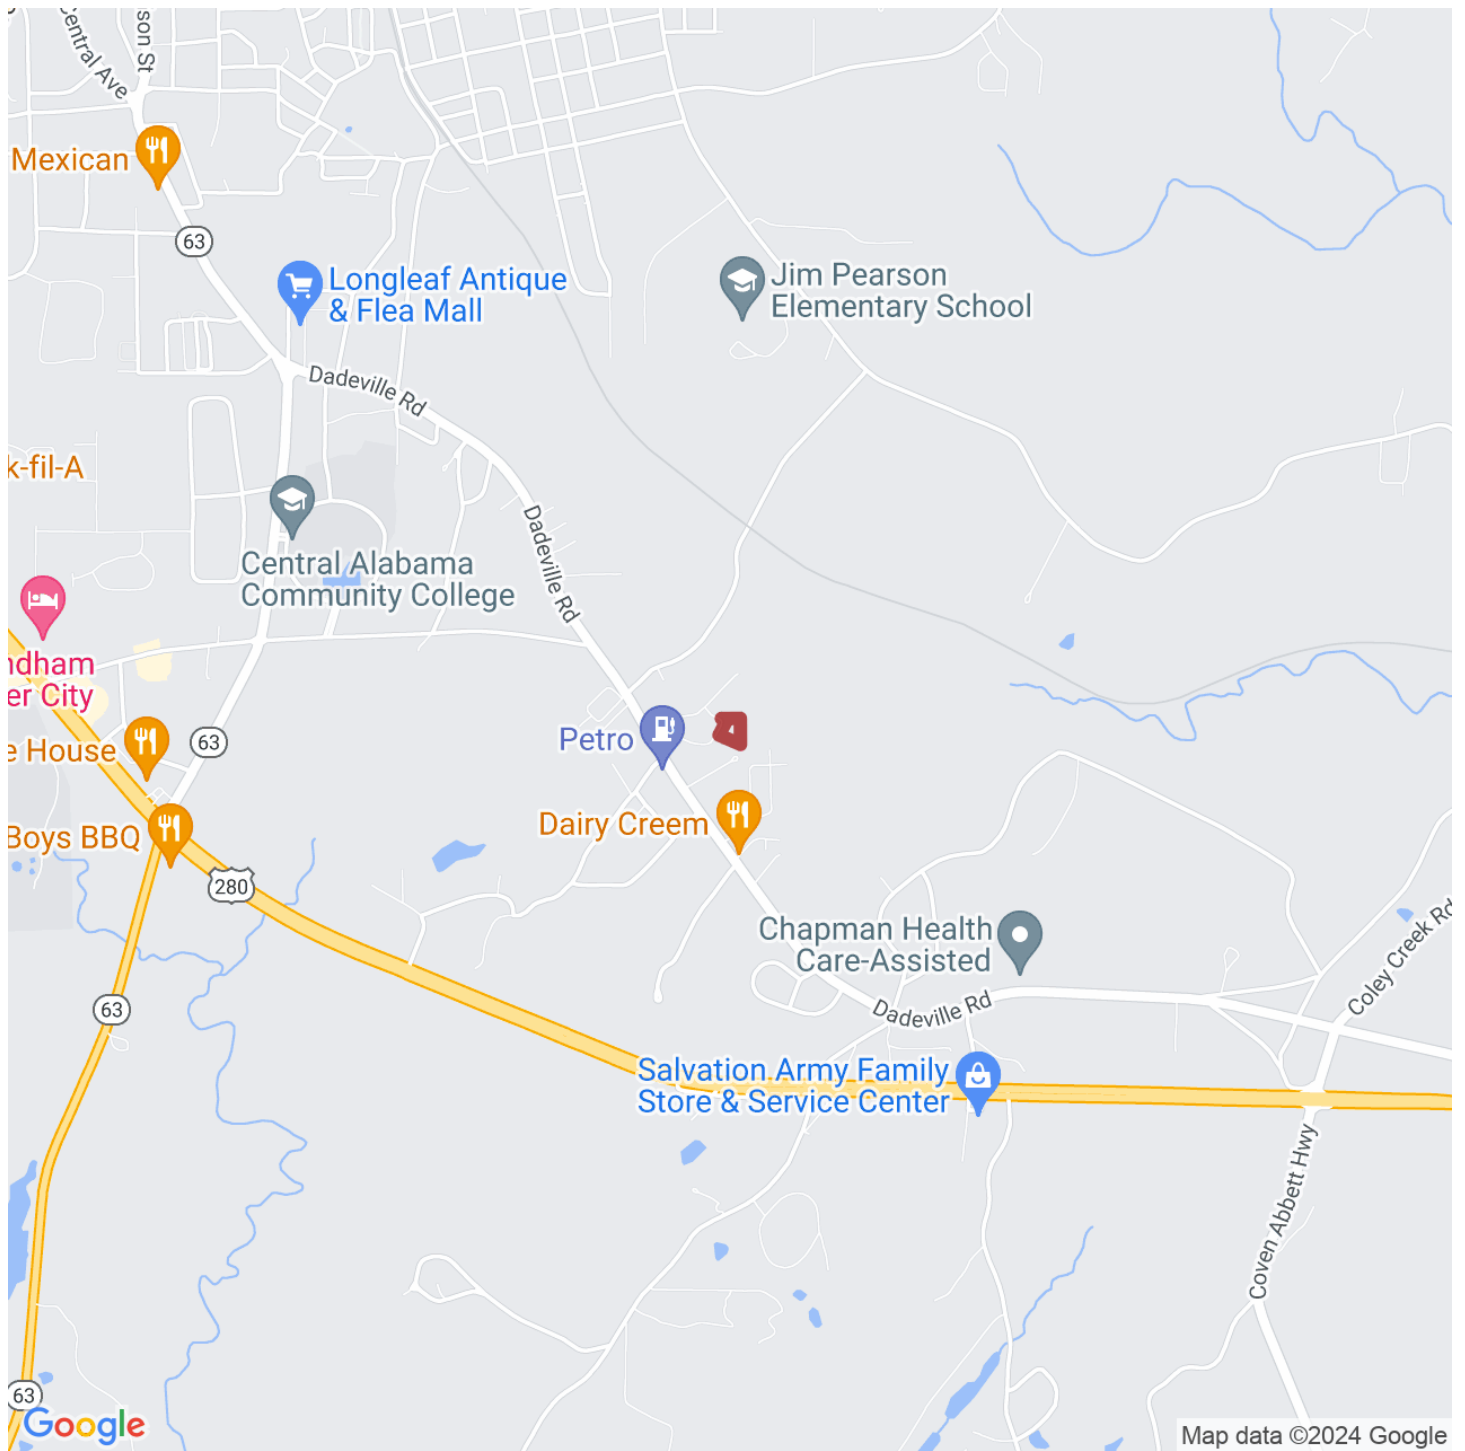 Central Ave
son St
Mexican
63
Longleaf Antique
& Flea Mall
Jim Pearson
Elementary School
Dadeville Rd
k-fil-A
Dadeville Rd
Central Alabama
Community College
ndham
er City
63
e House
Petro
4
Dairy Creem
Boys BBQ
280
Chapman Health
Care-Assisted
Coley Creek Rd
Dadeville Rd
63
Salvation Army Family
Store & Service Center
Coven Abbett Hwy
63
Google
Map data ©2024 Google